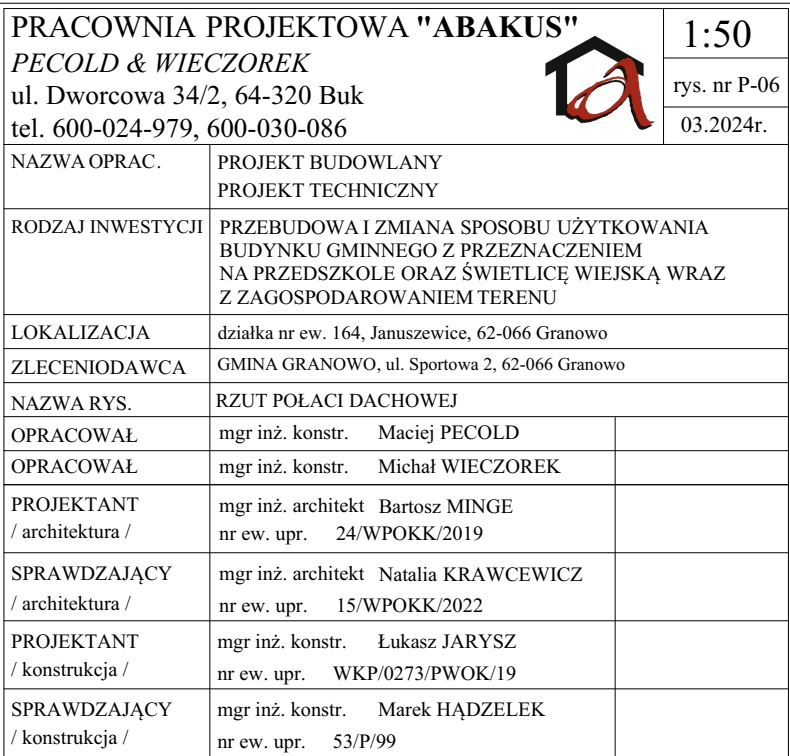 PRACOWNIA PROJEKTOWA "ABAKUS"
PECOLD & WIECZOREK
ul. Dworcowa 34/2, 64-320 Buk
tel. 600-024-979, 600-030-086
a
1:50
rys. nr P-06
03.2024r.
NAZWA OPRAC. PROJEKT BUDOWLANY
PROJEKT TECHNICZNY
RODZAJ INWESTYCJI PRZEBUDOWA I ZMIANA SPOSOBU UŻYTKOWANIA
BUDYNKU GMINNEGO Z PRZEZNACZENIEM
NA PRZEDSZKOLE ORAZ ŚWIETLICĘ WIEJSKĄ WRAZ
Z ZAGOSPODAROWANIEM TERENU
LOKALIZACJA działka nr ew. 164, Januszewice, 62-066 Granowo
ZLECENIODAWCA GMINA GRANOWO, ul. Sportowa 2, 62-066 Granowo
NAZWA RYS. RZUT POŁACI DACHOWEJ
OPRACOWAŁ mgr inż. konstr. Maciej PECOLD
OPRACOWAŁ mgr inż. konstr. Michał WIECZOREK
PROJEKTANT mgr inż. architekt Bartosz MINGE
/ architektura / nr ew. upr. 24/WPOKK/2019
SPRAWDZAJĄCY mgr inż. architekt Natalia KRAWCEWICZ
/ architektura / nr ew. upr. 15/WPOKK/2022
PROJEKTANT mgr inż. konstr. Łukasz JARYSZ
/ konstrukcja / nr ew. upr. WKP/0273/PWOK/19
SPRAWDZAJĄCY mgr inż. konstr. Marek HĄDZELEK
/ konstrukcja / nr ew. upr. 53/P/99